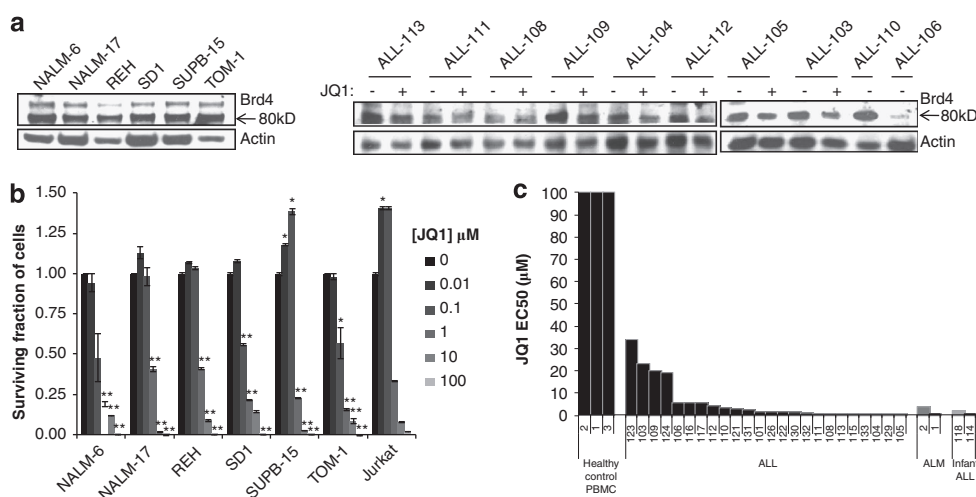 a
NALM-6
NALM-17
REH
SD1
SUPB-15
TOM-1
Brd4
←80kD
Actin
ALL-113
ALL-111
ALL-108
ALL-109
ALL-104
ALL-112
ALL-105
ALL-103
ALL-110
ALL-106
JQ1: - + - + - + - + - + - + - + - + - -
Brd4
←80kD
Actin
b
Surviving fraction of cells
1.50
1.25
1.00
0.75
0.50
0.25
0.00
NALM-6
NALM-17
REH
SD1
SUPB-15
TOM-1
Jurkat
[JQ1] μM
0
0.01
0.1
1
10
100
c
JQ1 EC50 (μM)
100
90
80
70
60
50
40
30
20
10
0
2 1 3
123 103 109 124 106 116 117 112 110 121 131 101 126 122 130 132 111 108 113 115 133 104 129 105
2 1
118 114
Healthy control PBMC
ALL
ALM
Infant ALL